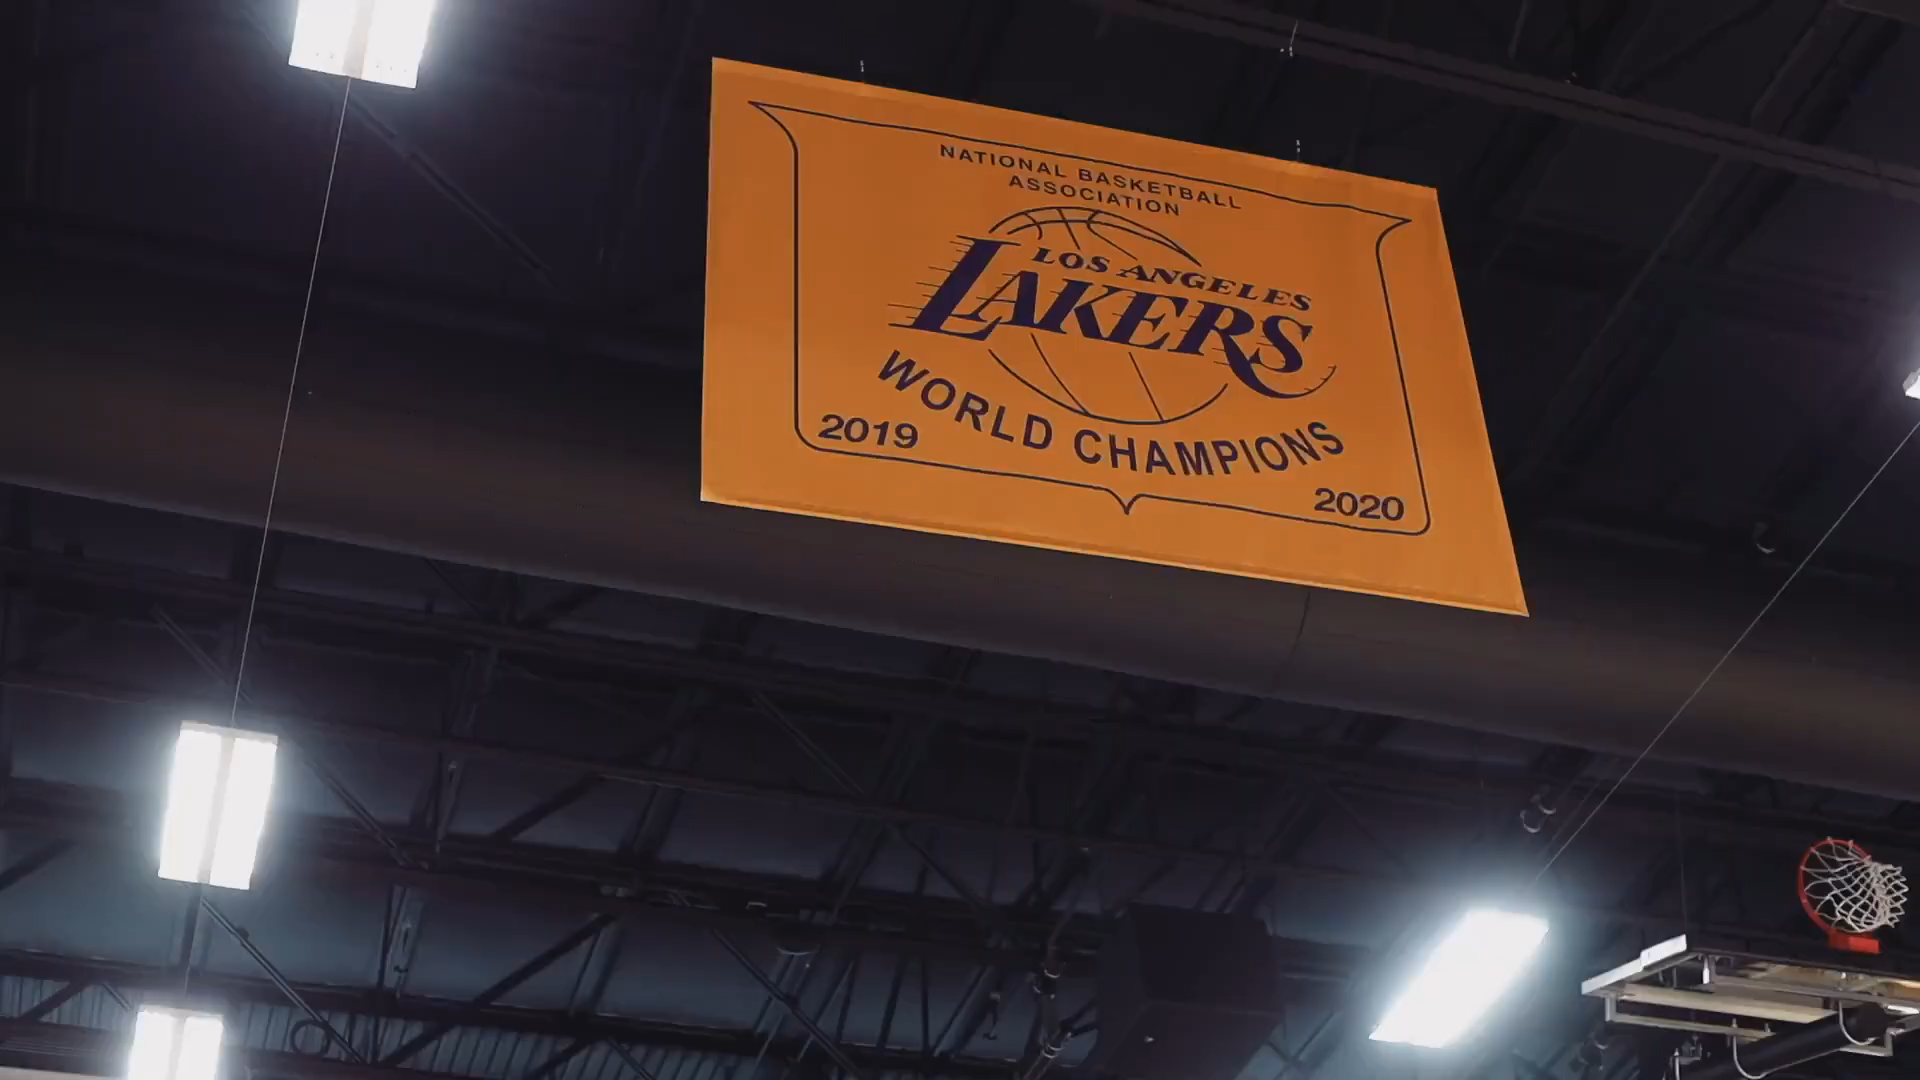 NATIONAL BASKETBALL
ASSOCIATION
LOS ANGELES
LAKERS
WORLD CHAMPIONS
2019
2020